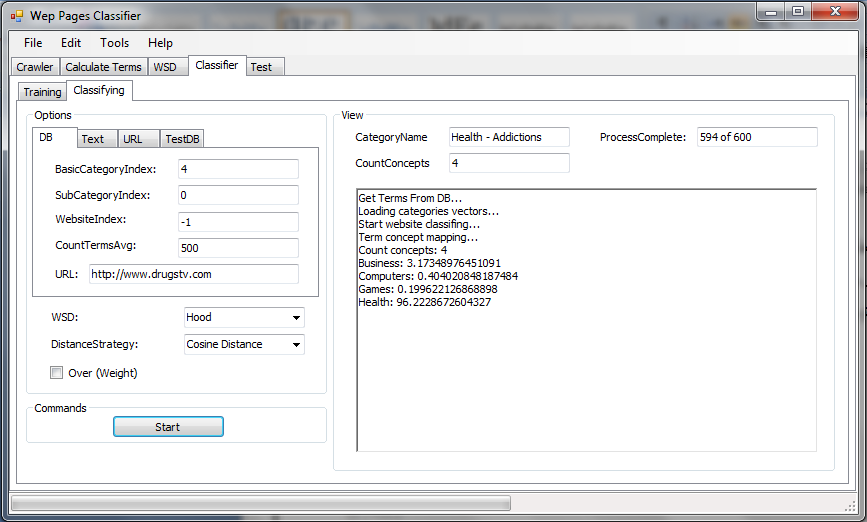 Wep Pages Classifier
File Edit Tools Help
Crawler Calculate Terms WSD Classifier Test
Training Classifying
Options
DB Text URL TestDB
BasicCategoryIndex: 4
SubCategoryIndex: 0
WebsiteIndex: -1
CountTermsAvg: 500
URL: http://www.drugstv.com
WSD: Hood
DistanceStrategy: Cosine Distance
Over (Weight)
Commands
Start
View
CategoryName Health - Addictions ProcessComplete: 594 of 600
CountConcepts 4
Get Terms From DB...
Loading categories vectors...
Start website classifing...
Term concept mapping...
Count concepts: 4
Business: 3.17348976451091
Computers: 0.404020848187484
Games: 0.199622126868898
Health: 96.2228672604327